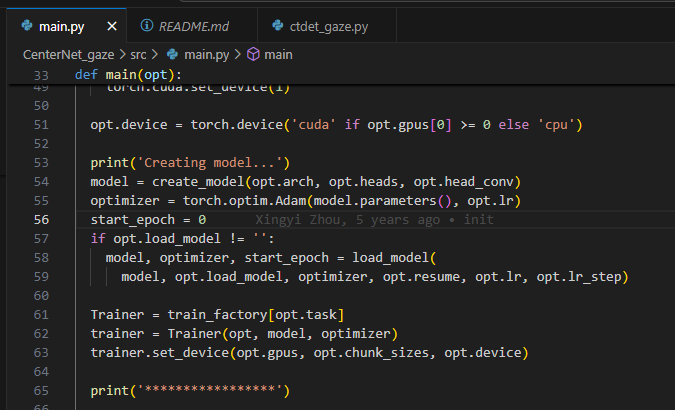 main.py × README.md ctdet_gaze.py
CenterNet_gaze > src > main.py > main
33 def main(opt):
49 torch.cuda.set_device(1)
50
51 opt.device = torch.device('cuda' if opt.gpus[0] >= 0 else 'cpu')
52
53 print('Creating model...')
54 model = create_model(opt.arch, opt.heads, opt.head_conv)
55 optimizer = torch.optim.Adam(model.parameters(), opt.lr)
56 start_epoch = 0 Xingyi Zhou, 5 years ago • init
57 if opt.load_model != '':
58 model, optimizer, start_epoch = load_model(
59 model, opt.load_model, optimizer, opt.resume, opt.lr, opt.lr_step)
60
61 Trainer = train_factory[opt.task]
62 trainer = Trainer(opt, model, optimizer)
63 trainer.set_device(opt.gpus, opt.chunk_sizes, opt.device)
64
65 print('*****************')